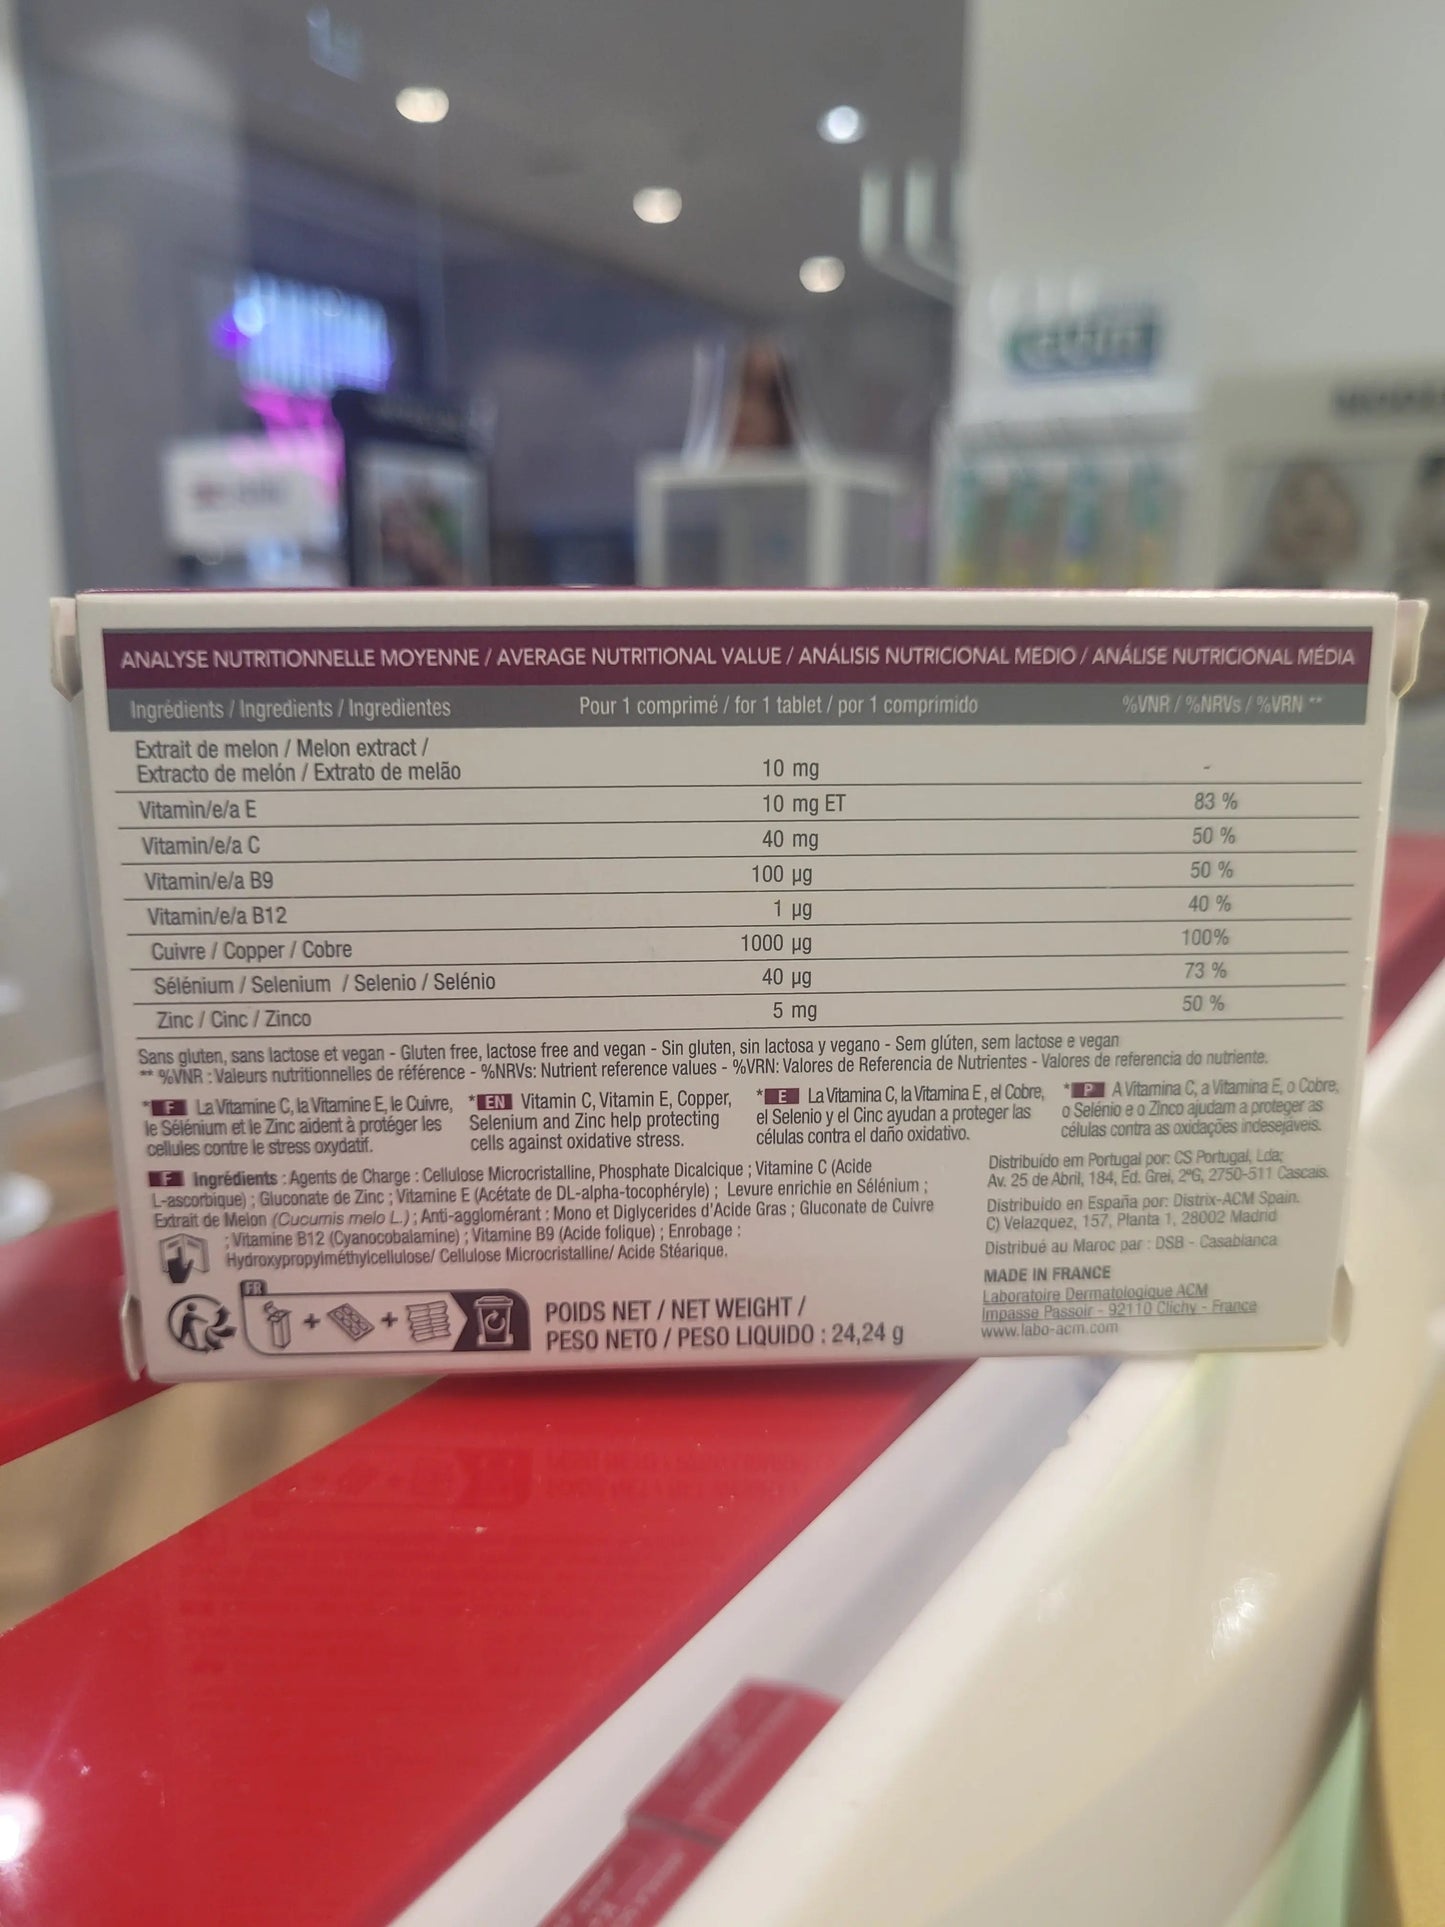 ANALYSE NUTRITIONNELLE MOYENNE / AVERAGE NUTRITIONAL VALUE / ANÁLISIS NUTRICIONAL MEDIO / ANÁLISE NUTRICIONAL MÉDIA
Ingrédients / Ingredients / Ingredientes Pour 1 comprimé / for 1 tablet / por 1 comprimido %VNR / %NRVs / %VRN **
Extrait de melon / Melon extract /
Extracto de melón / Extrato de melão 10 mg -
Vitamin/e/a E 10 mg ET 83 %
Vitamin/e/a C 40 mg 50 %
Vitamin/e/a B9 100 µg 50 %
Vitamin/e/a B12 1 µg 40 %
Cuivre / Copper / Cobre 1000 µg 100%
Sélénium / Selenium / Selenio / Selénio 40 µg 73 %
Zinc / Cinc / Zinco 5 mg 50 %
Sans gluten, sans lactose et vegan - Gluten free, lactose free and vegan - Sin gluten, sin lactosa y vegano - Sem glúten, sem lactose e vegan
** %VNR : Valeurs nutritionnelles de référence - %NRVs: Nutrient reference values - %VRN: Valores de Referencia de Nutrientes - Valores de referencia do nutriente.
* F La Vitamine C, la Vitamine E, le Cuivre,
le Sélénium et le Zinc aident à protéger les
cellules contre le stress oxydatif.
* EN Vitamin C, Vitamin E, Copper,
Selenium and Zinc help protecting
cells against oxidative stress.
* E La Vitamina C, la Vitamina E, el Cobre,
el Selenio y el Cinc ayudan a proteger las
células contra el daño oxidativo.
* P A Vitamina C, a Vitamina E, o Cobre,
o Selénio e o Zinco ajudam a proteger as
células contra as oxidações indesejáveis.
F Ingrédients : Agents de Charge : Cellulose Microcristalline, Phosphate Dicalcique ; Vitamine C (Acide
L-ascorbique) ; Gluconate de Zinc ; Vitamine E (Acétate de DL-alpha-tocophéryle) ; Levure enrichie en Sélénium ;
Extrait de Melon (Cucumis melo L.) ; Anti-agglomérant : Mono et Diglycerides d'Acide Gras ; Gluconate de Cuivre
; Vitamine B12 (Cyanocobalamine) ; Vitamine B9 (Acide folique) ; Enrobage :
Hydroxypropylméthylcellulose/ Cellulose Microcristalline/ Acide Stéarique.
Distribuído em Portugal por: CS Portugal, Lda;
Av. 25 de Abril, 184, Ed. Grei, 2ºG, 2750-511 Cascais.
Distribuido en España por: Distrix-ACM Spain.
C) Velazquez, 157, Planta 1, 28002 Madrid
Distribué au Maroc par : DSB - Casablanca
MADE IN FRANCE
Laboratoire Dermatologique ACM
Impasse Passoir - 92110 Clichy - France
www.labo-acm.com
FR
POIDS NET / NET WEIGHT /
PESO NETO / PESO LIQUIDO : 24,24 g